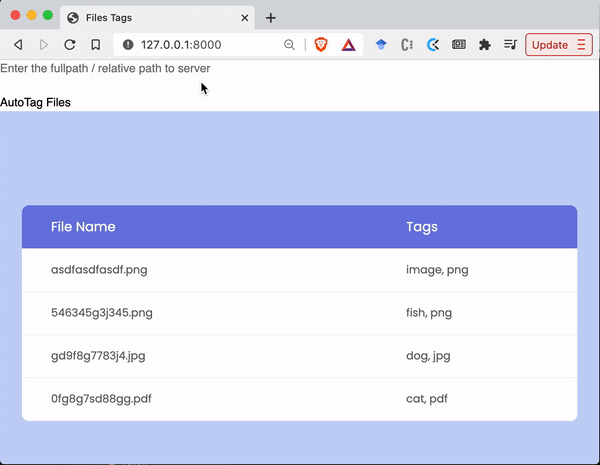 Files Tags
127.0.0.1:8000
Update
Enter the fullpath / relative path to server
AutoTag Files
File Name Tags
asdfasdfasdf.png image, png
546345g3j345.png fish, png
gd9f8g7783j4.jpg dog, jpg
0fg8g7sd88gg.pdf cat, pdf